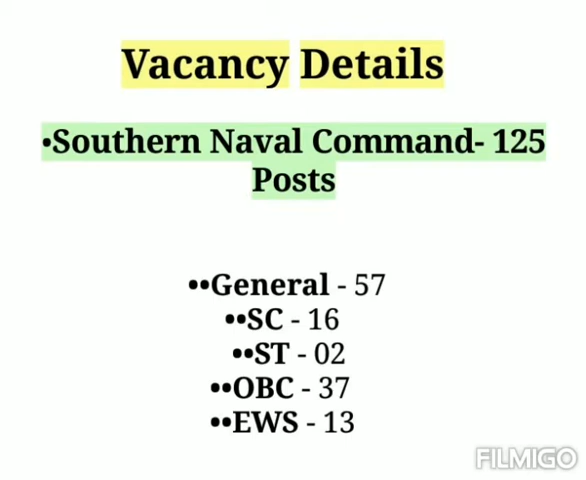 Vacancy Details
•Southern Naval Command- 125
Posts
••General - 57
••SC - 16
••ST - 02
••OBC - 37
••EWS - 13
FILMIGO